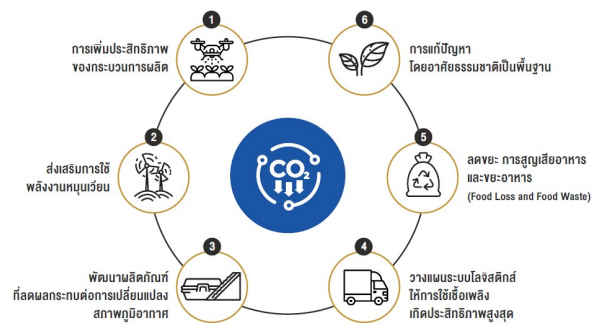 1
การเพิ่มประสิทธิภาพ
ของกระบวนการผลิต
2
ส่งเสริมการใช้
พลังงานหมุนเวียน
3
พัฒนาผลิตภัณฑ์
ที่ลดผลกระทบต่อการเปลี่ยนแปลง
สภาพภูมิอากาศ
4
วางแผนระบบโลจิสติกส์
ให้การใช้เชื้อเพลิง
เกิดประสิทธิภาพสูงสุด
5
ลดขยะ การสูญเสียอาหาร
และขยะอาหาร
(Food Loss and Food Waste)
6
การแก้ปัญหา
โดยอาศัยธรรมชาติเป็นพื้นฐาน
CO₂